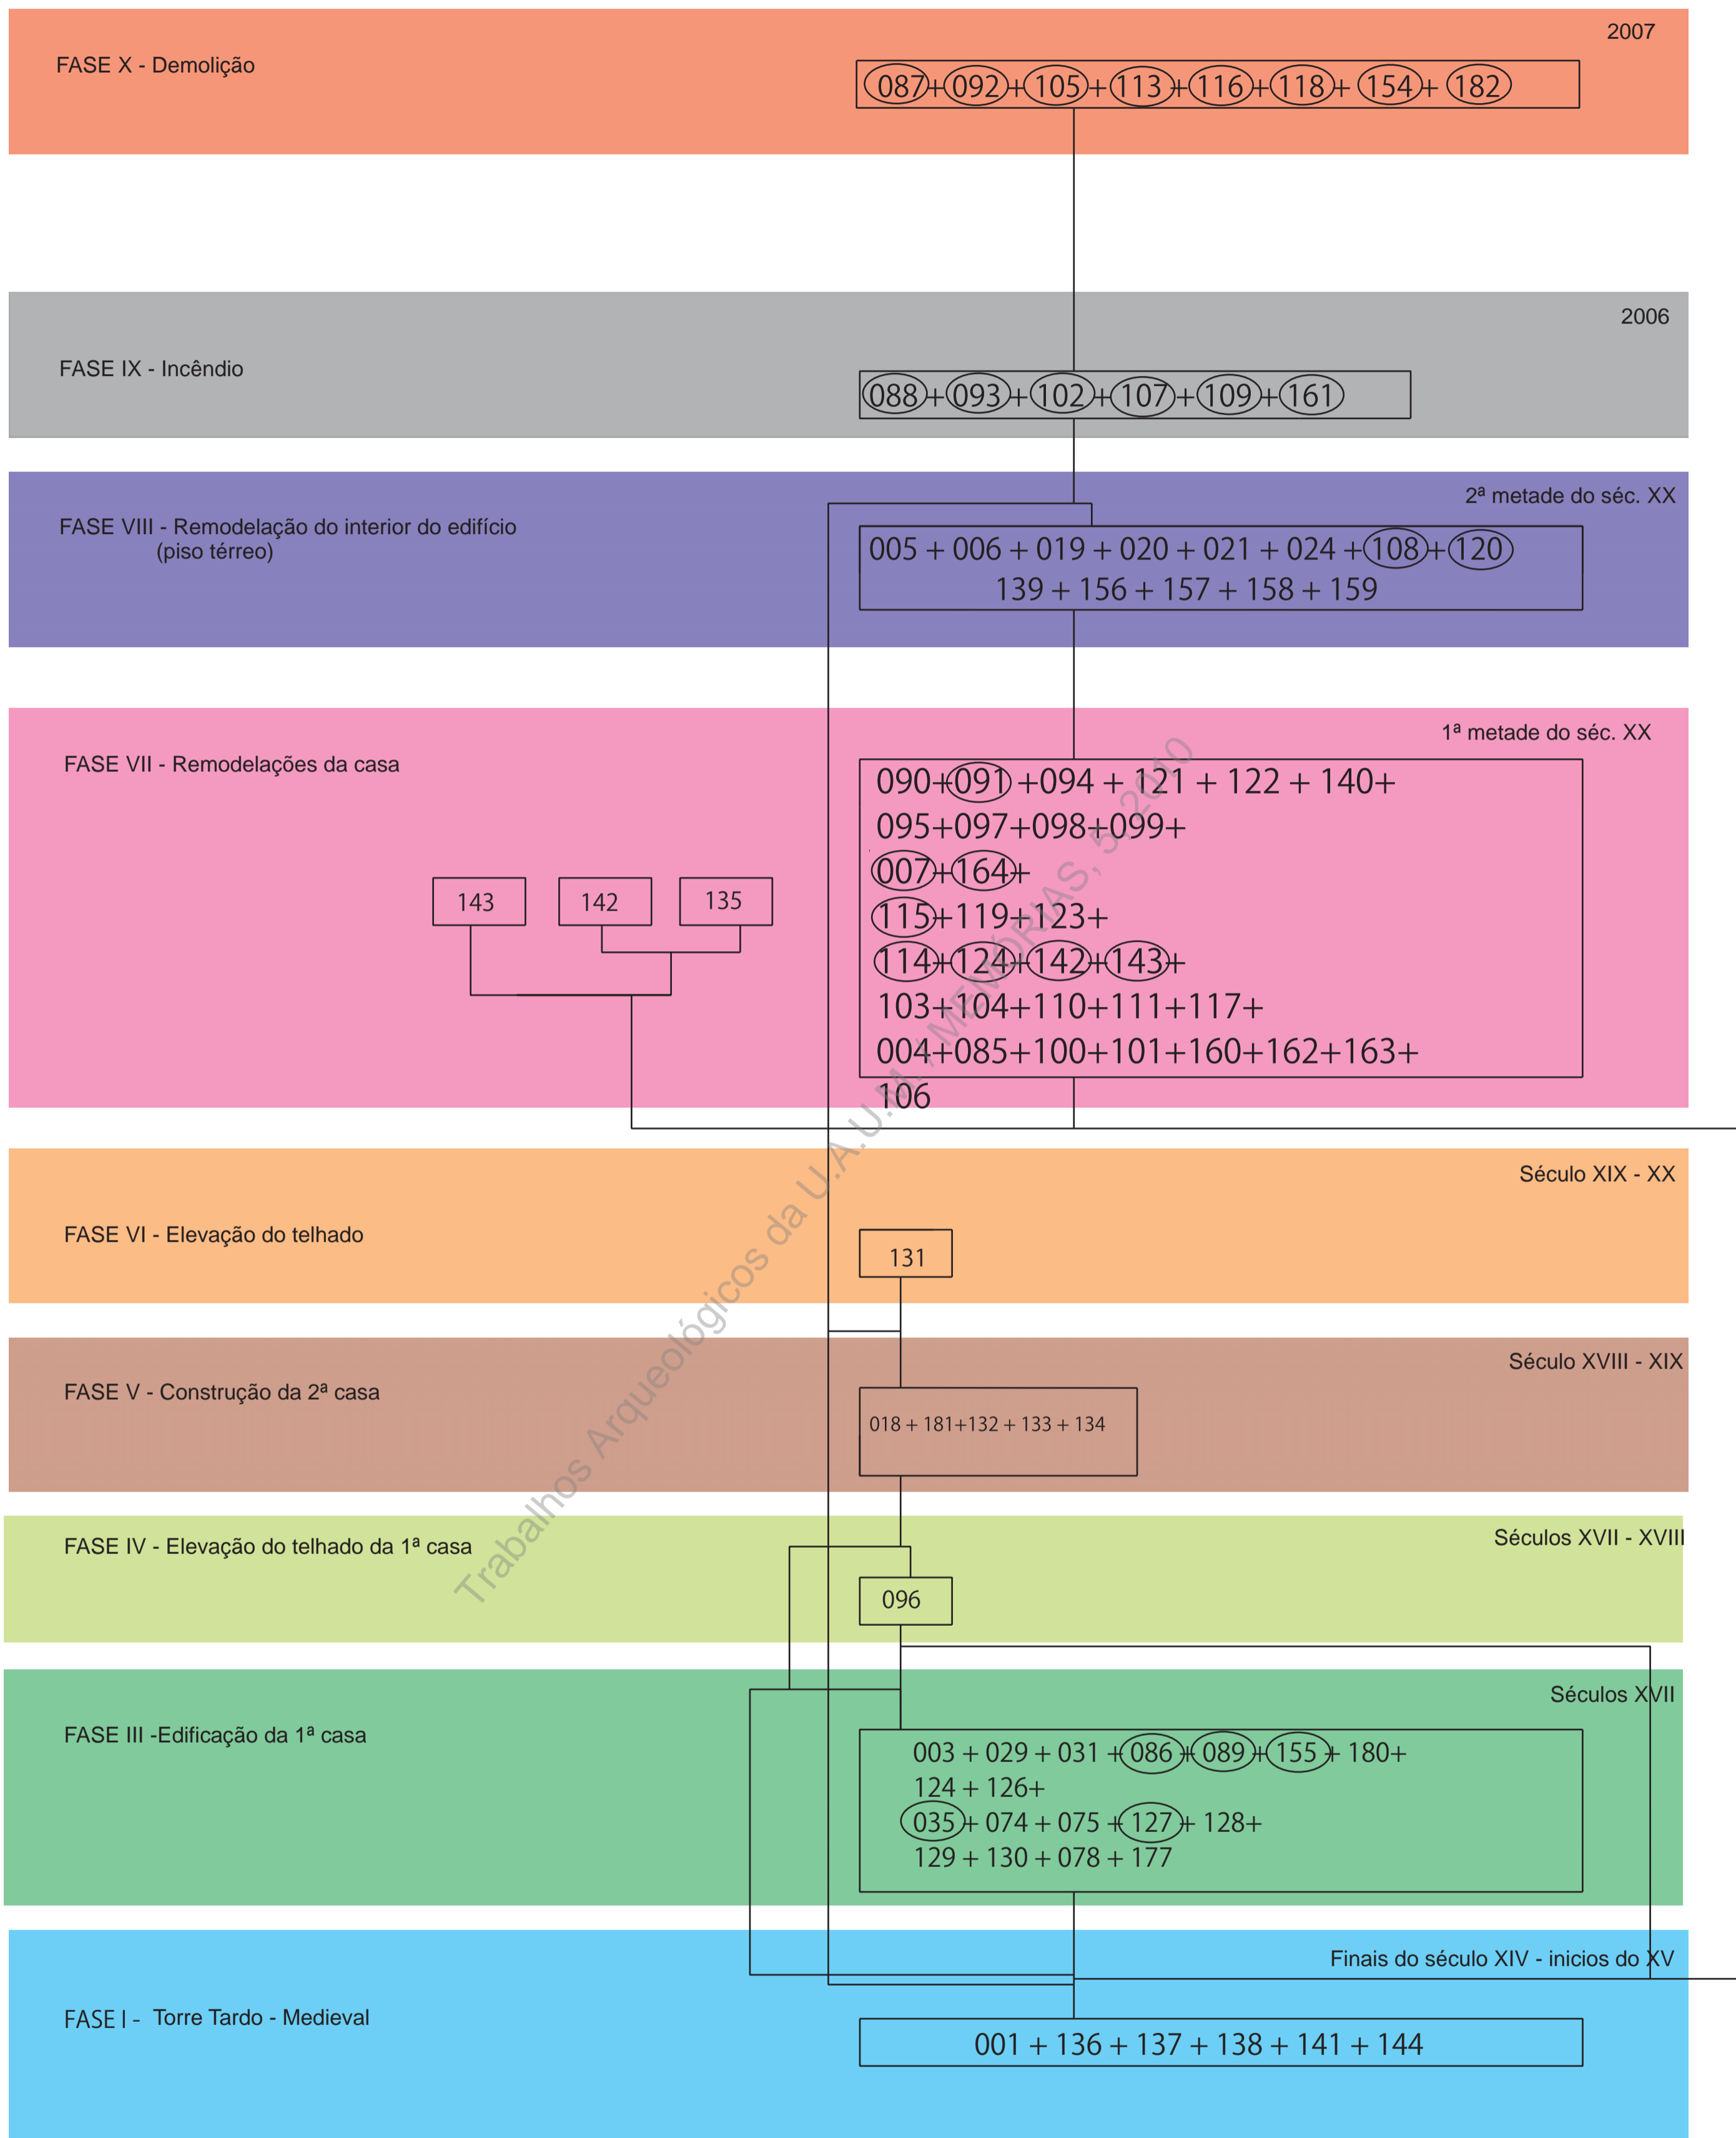 2007
FASE X - Demolição
087+092+105+113+116+118+ 154+ 182
2006
FASE IX - Incêndio
088+093+102+107+109+161
2ª metade do séc. XX
FASE VIII - Remodelação do interior do edifício
(piso térreo)
005 + 006 + 019 + 020 + 021 + 024 +108+120
139 + 156 + 157 + 158 + 159
1ª metade do séc. XX
FASE VII - Remodelações da casa
090+091 +094 + 121 + 122 + 140+
095+097+098+099+
007+164+
115+119+123+
114+124+142+143+
103+104+110+111+117+
004+085+100+101+160+162+163+
106
143
142
135
Século XIX - XX
FASE VI - Elevação do telhado
131
Século XVIII - XIX
FASE V - Construção da 2ª casa
018 + 181+132 + 133 + 134
Séculos XVII - XVIII
FASE IV - Elevação do telhado da 1ª casa
096
Séculos XVII
FASE III -Edificação da 1ª casa
003 + 029 + 031 +086+089+155+ 180+
124 + 126+
035+ 074 + 075 +127+ 128+
129 + 130 + 078 + 177
Finais do século XIV - inicios do XV
FASE I - Torre Tardo - Medieval
001 + 136 + 137 + 138 + 141 + 144
Trabalhos Arqueológicos da U.A.U.M. / MEMÓRIAS, 5, 2010